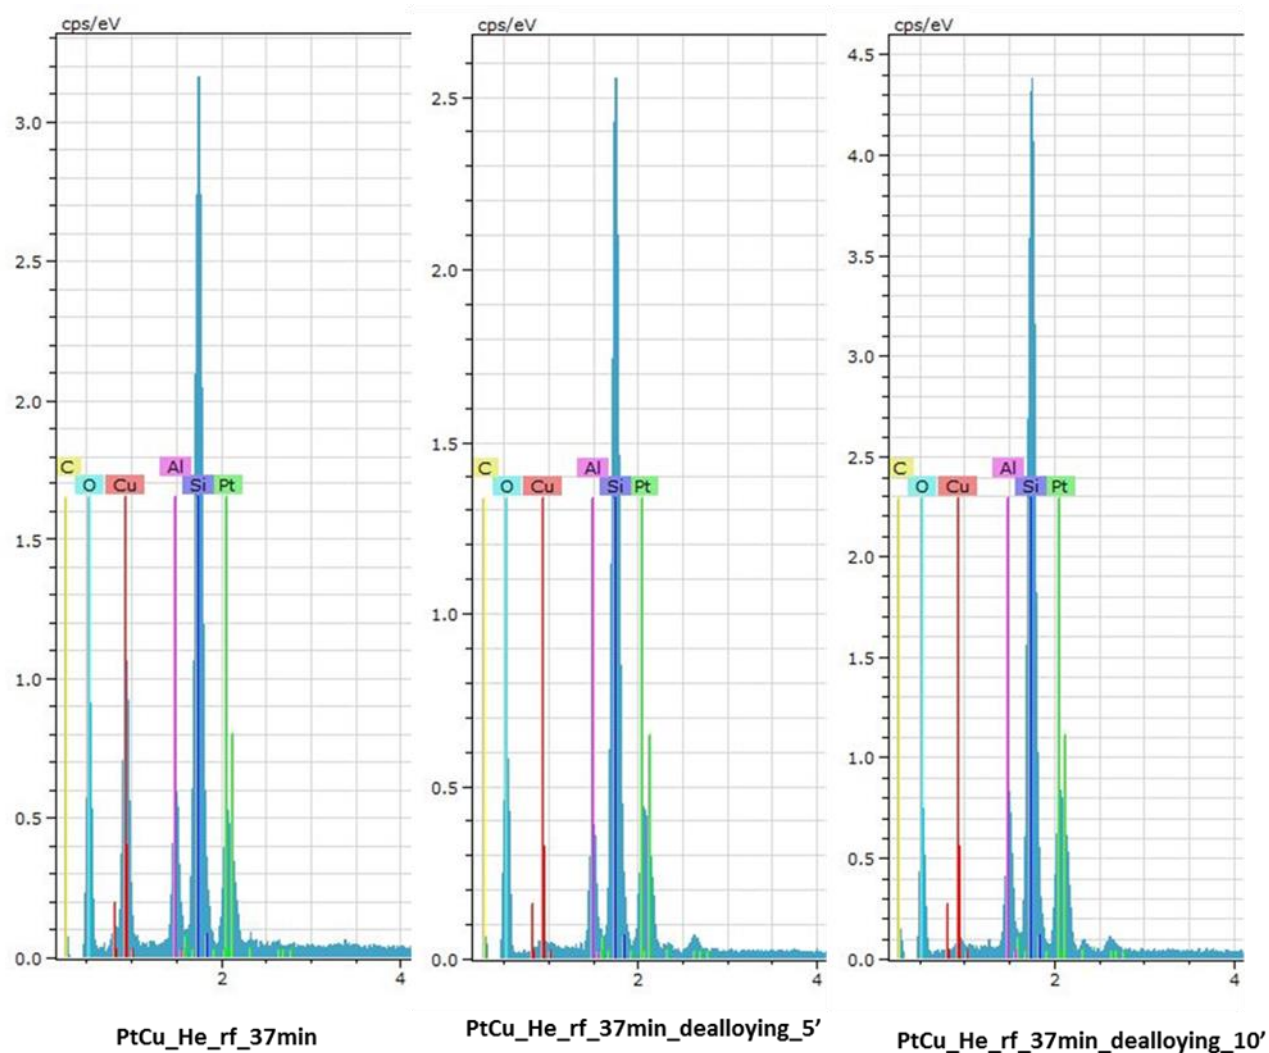 cps/eV
3.0
2.5
2.0
1.5
1.0
0.5
0.0
C
O
Cu
Al
Si
Pt
2
4
PtCu_He_rf_37min
cps/eV
2.5
2.0
1.5
1.0
0.5
0.0
C
O
Cu
Al
Si
Pt
2
4
PtCu_He_rf_37min_dealloying_5’
cps/eV
4.5
4.0
3.5
3.0
2.5
2.0
1.5
1.0
0.5
0.0
C
O
Cu
Al
Si
Pt
2
4
PtCu_He_rf_37min_dealloying_10’